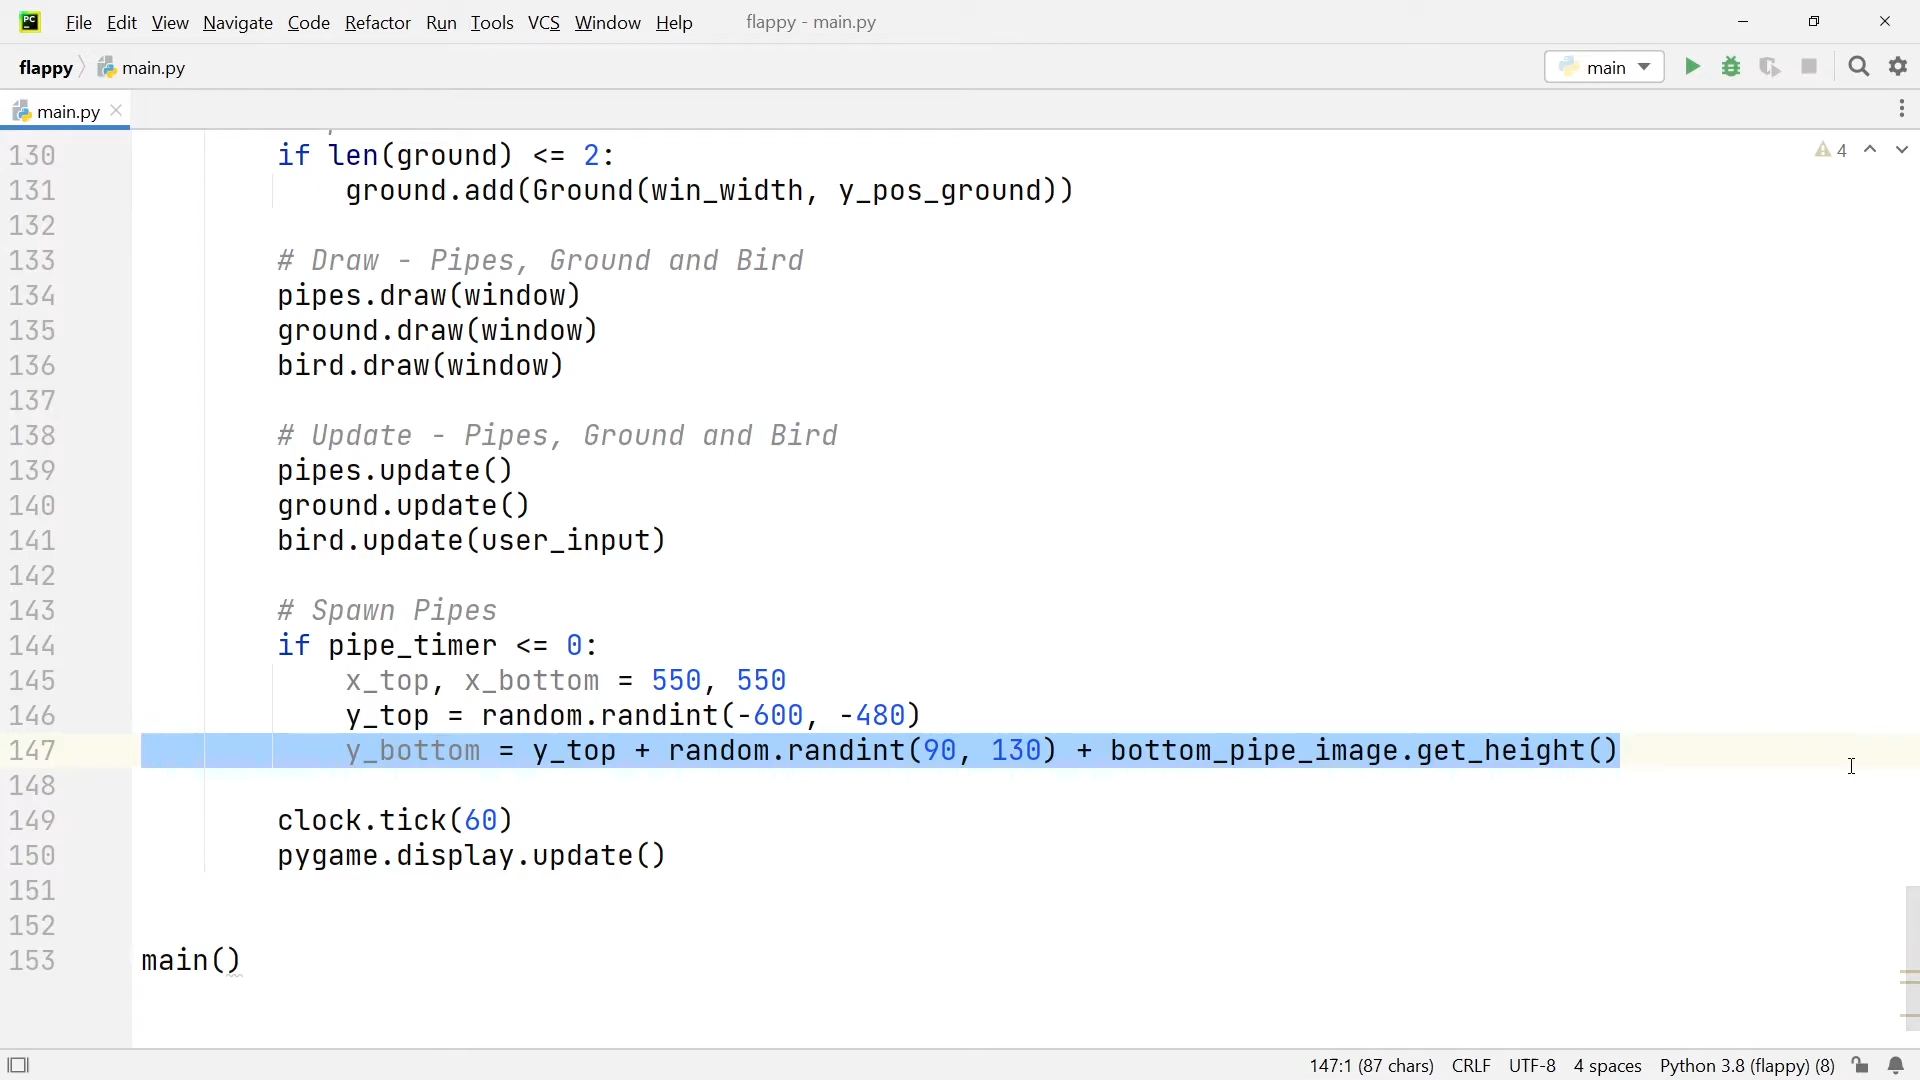 PC File Edit View Navigate Code Refactor Run Tools VCS Window Help flappy - main.py
flappy main.py main
main.py
130 if len(ground) <= 2: 4
131 ground.add(Ground(win_width, y_pos_ground))
132
133 # Draw - Pipes, Ground and Bird
134 pipes.draw(window)
135 ground.draw(window)
136 bird.draw(window)
137
138 # Update - Pipes, Ground and Bird
139 pipes.update()
140 ground.update()
141 bird.update(user_input)
142
143 # Spawn Pipes
144 if pipe_timer <= 0:
145 x_top, x_bottom = 550, 550
146 y_top = random.randint(-600, -480)
147 y_bottom = y_top + random.randint(90, 130) + bottom_pipe_image.get_height()
148
149 clock.tick(60)
150 pygame.display.update()
151
152
153 main()
147:1 (87 chars) CRLF UTF-8 4 spaces Python 3.8 (flappy) (8)